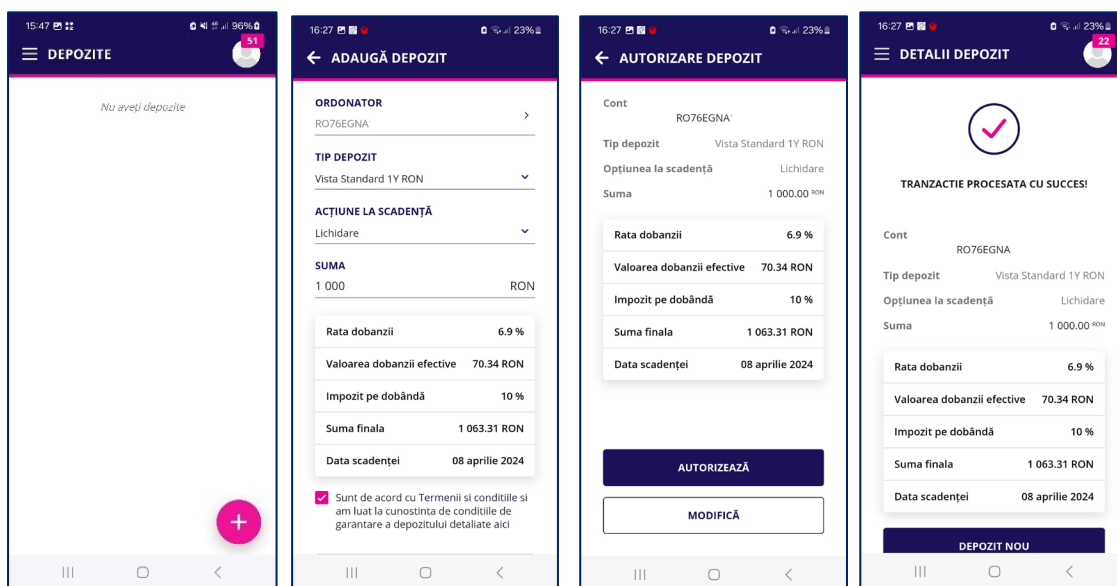 15:47 96%
DEPOZITE
51
Nu aveți depozite
+
16:27 23%
ADAUGĂ DEPOZIT
ORDONATOR
RO76EGNA
TIP DEPOZIT
Vista Standard 1Y RON
ACȚIUNE LA SCADENȚĂ
Lichidare
SUMA
1 000 RON
Rata dobanzii 6.9 %
Valoarea dobanzii efective 70.34 RON
Impozit pe dobândă 10 %
Suma finala 1 063.31 RON
Data scadenței 08 aprilie 2024
Sunt de acord cu Termenii si conditiile si
am luat la cunostinta de conditiile de
garantare a depozitului detaliate aici
16:27 23%
AUTORIZARE DEPOZIT
Cont
RO76EGNA
Tip depozit Vista Standard 1Y RON
Opțiunea la scadență Lichidare
Suma 1 000.00 RON
Rata dobanzii 6.9 %
Valoarea dobanzii efective 70.34 RON
Impozit pe dobândă 10 %
Suma finala 1 063.31 RON
Data scadenței 08 aprilie 2024
AUTORIZEAZĂ
MODIFICĂ
16:27 23%
DETALII DEPOZIT
22
TRANZACTIE PROCESATA CU SUCCES!
Cont
RO76EGNA
Tip depozit Vista Standard 1Y RON
Opțiunea la scadență Lichidare
Suma 1 000.00 RON
Rata dobanzii 6.9 %
Valoarea dobanzii efective 70.34 RON
Impozit pe dobândă 10 %
Suma finala 1 063.31 RON
Data scadenței 08 aprilie 2024
DEPOZIT NOU